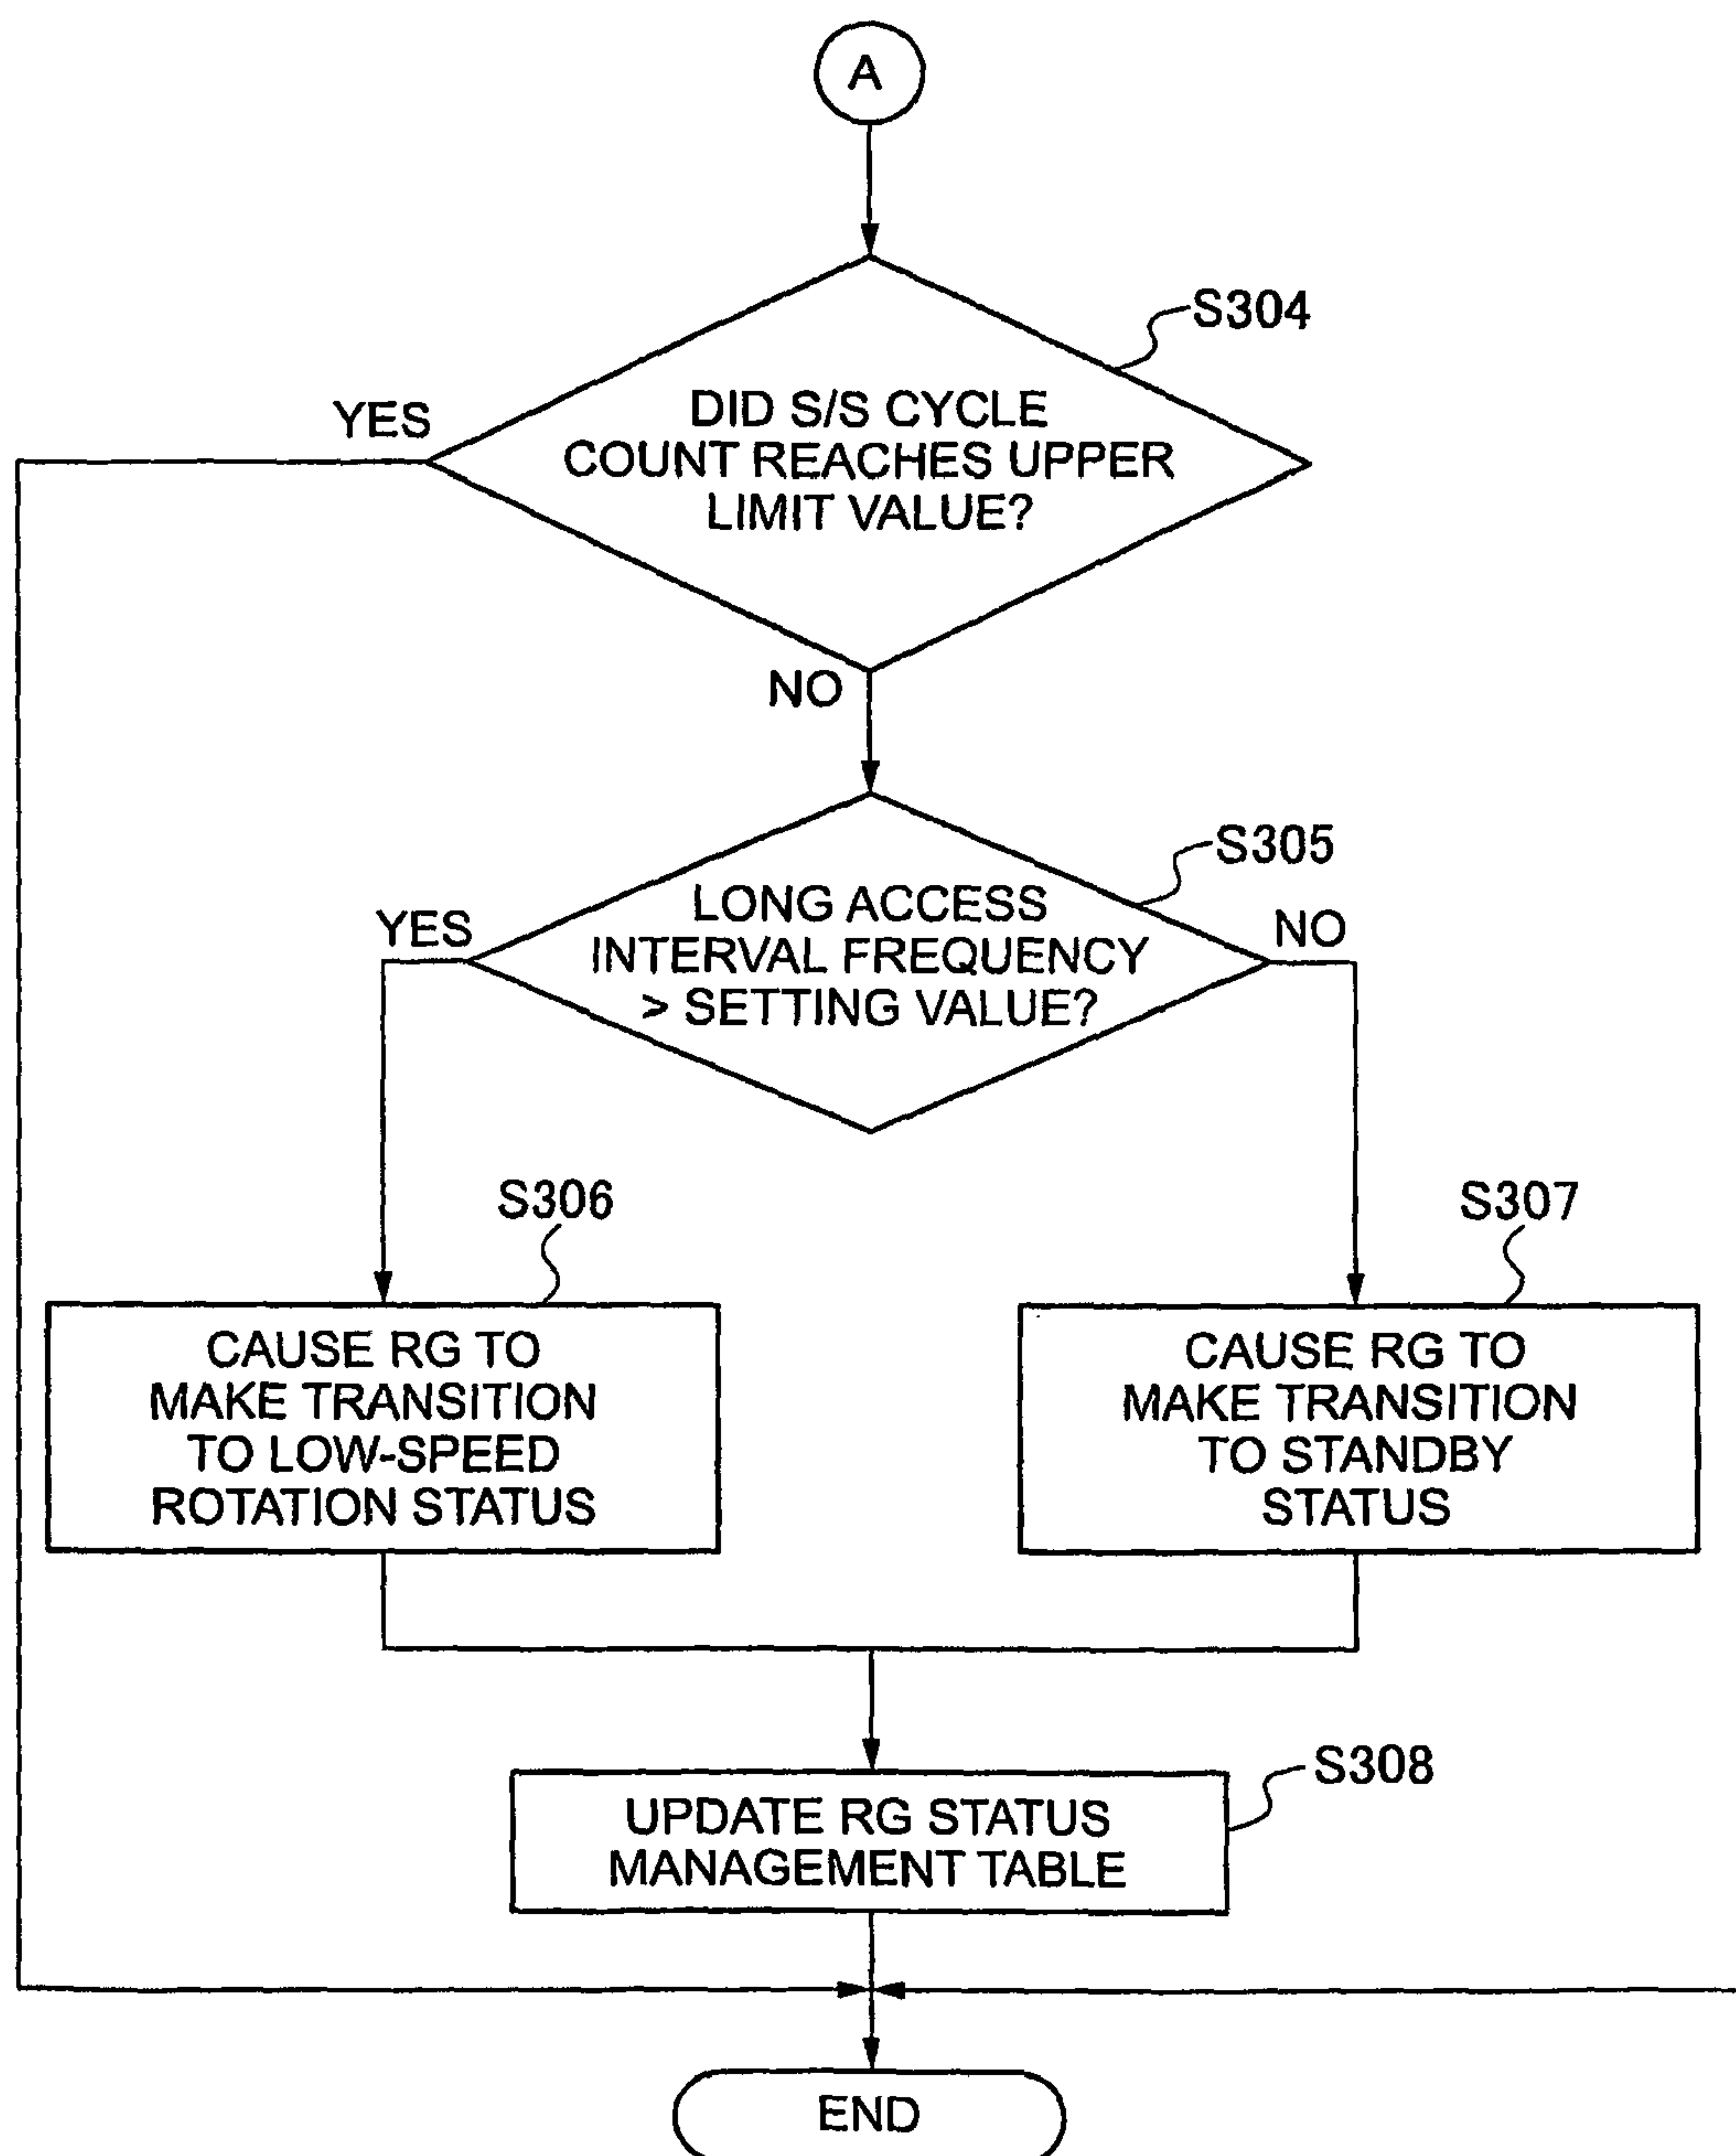 A
S304
YES
DID S/S CYCLE
COUNT REACHES UPPER
LIMIT VALUE?
NO
S305
YES
LONG ACCESS
INTERVAL FREQUENCY
> SETTING VALUE?
NO
S306
S307
CAUSE RG TO
MAKE TRANSITION
TO LOW-SPEED
ROTATION STATUS
CAUSE RG TO
MAKE TRANSITION
TO STANDBY
STATUS
S308
UPDATE RG STATUS
MANAGEMENT TABLE
END